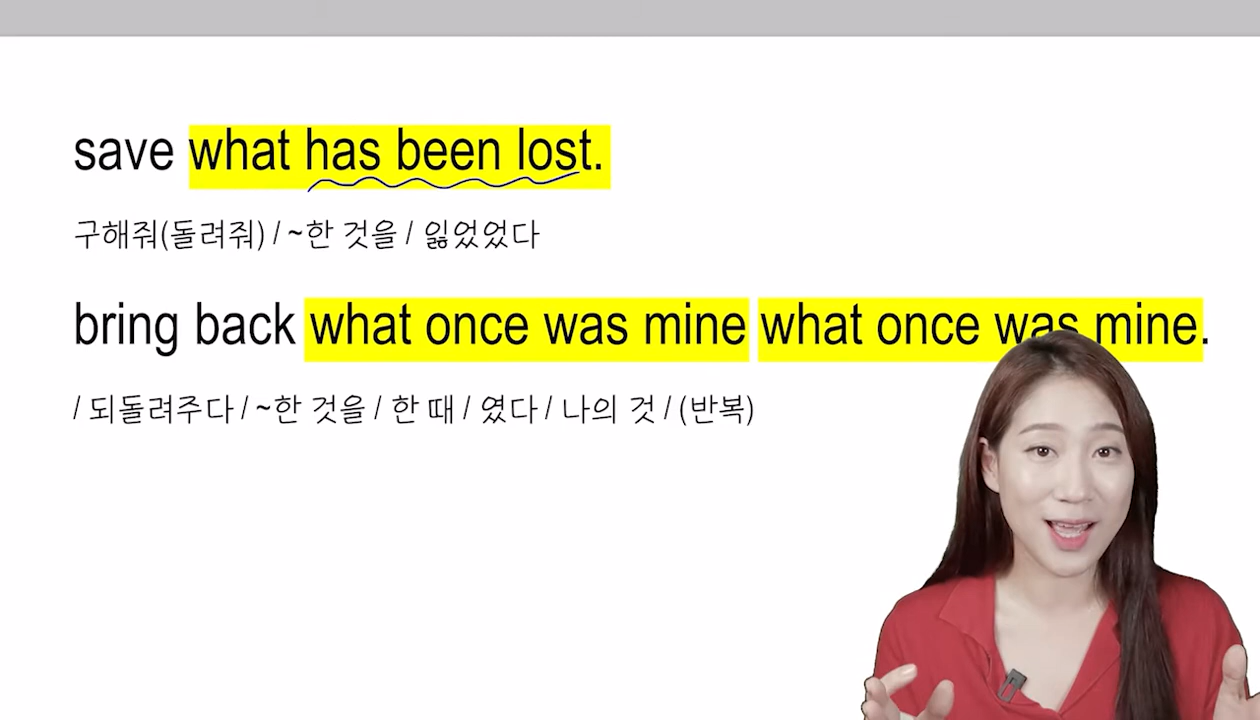 save what has been lost.
구해줘(돌려줘) / ~한 것을 / 잃었었다
bring back what once was mine what once was mine.
/ 되돌려주다 / ~한 것을 / 한 때 / 였다 / 나의 것 / (반복)